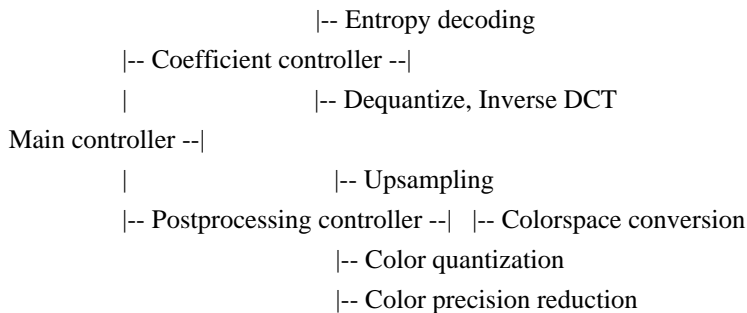 |-- Entropy decoding
|-- Coefficient controller --|
| |-- Dequantize, Inverse DCT
Main controller --|
| |-- Upsampling
|-- Postprocessing controller --| |-- Colorspace conversion
|-- Color quantization
|-- Color precision reduction